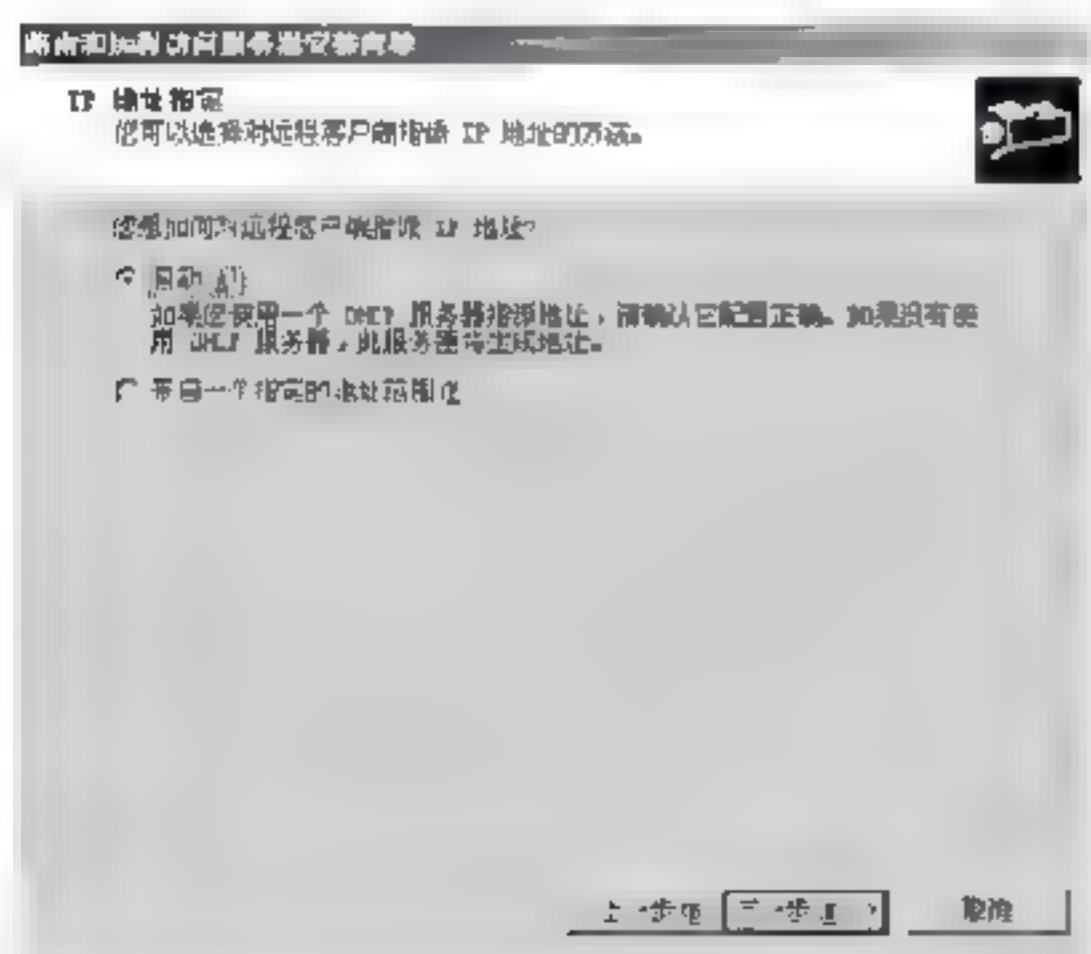 路由和远程访问服务器安装向导
IP 地址指定
您可以选择对远程客户端指派 IP 地址的方法。
您想如何对远程客户端指派 IP 地址?
自动(A)
如果您使用一个 DHCP 服务器指派地址，请确认它配置正确。如果没有使
用 DHCP 服务器，此服务器将生成地址。
来自一个指定的地址范围(F)
上一步(B)
下一步(N) >
取消